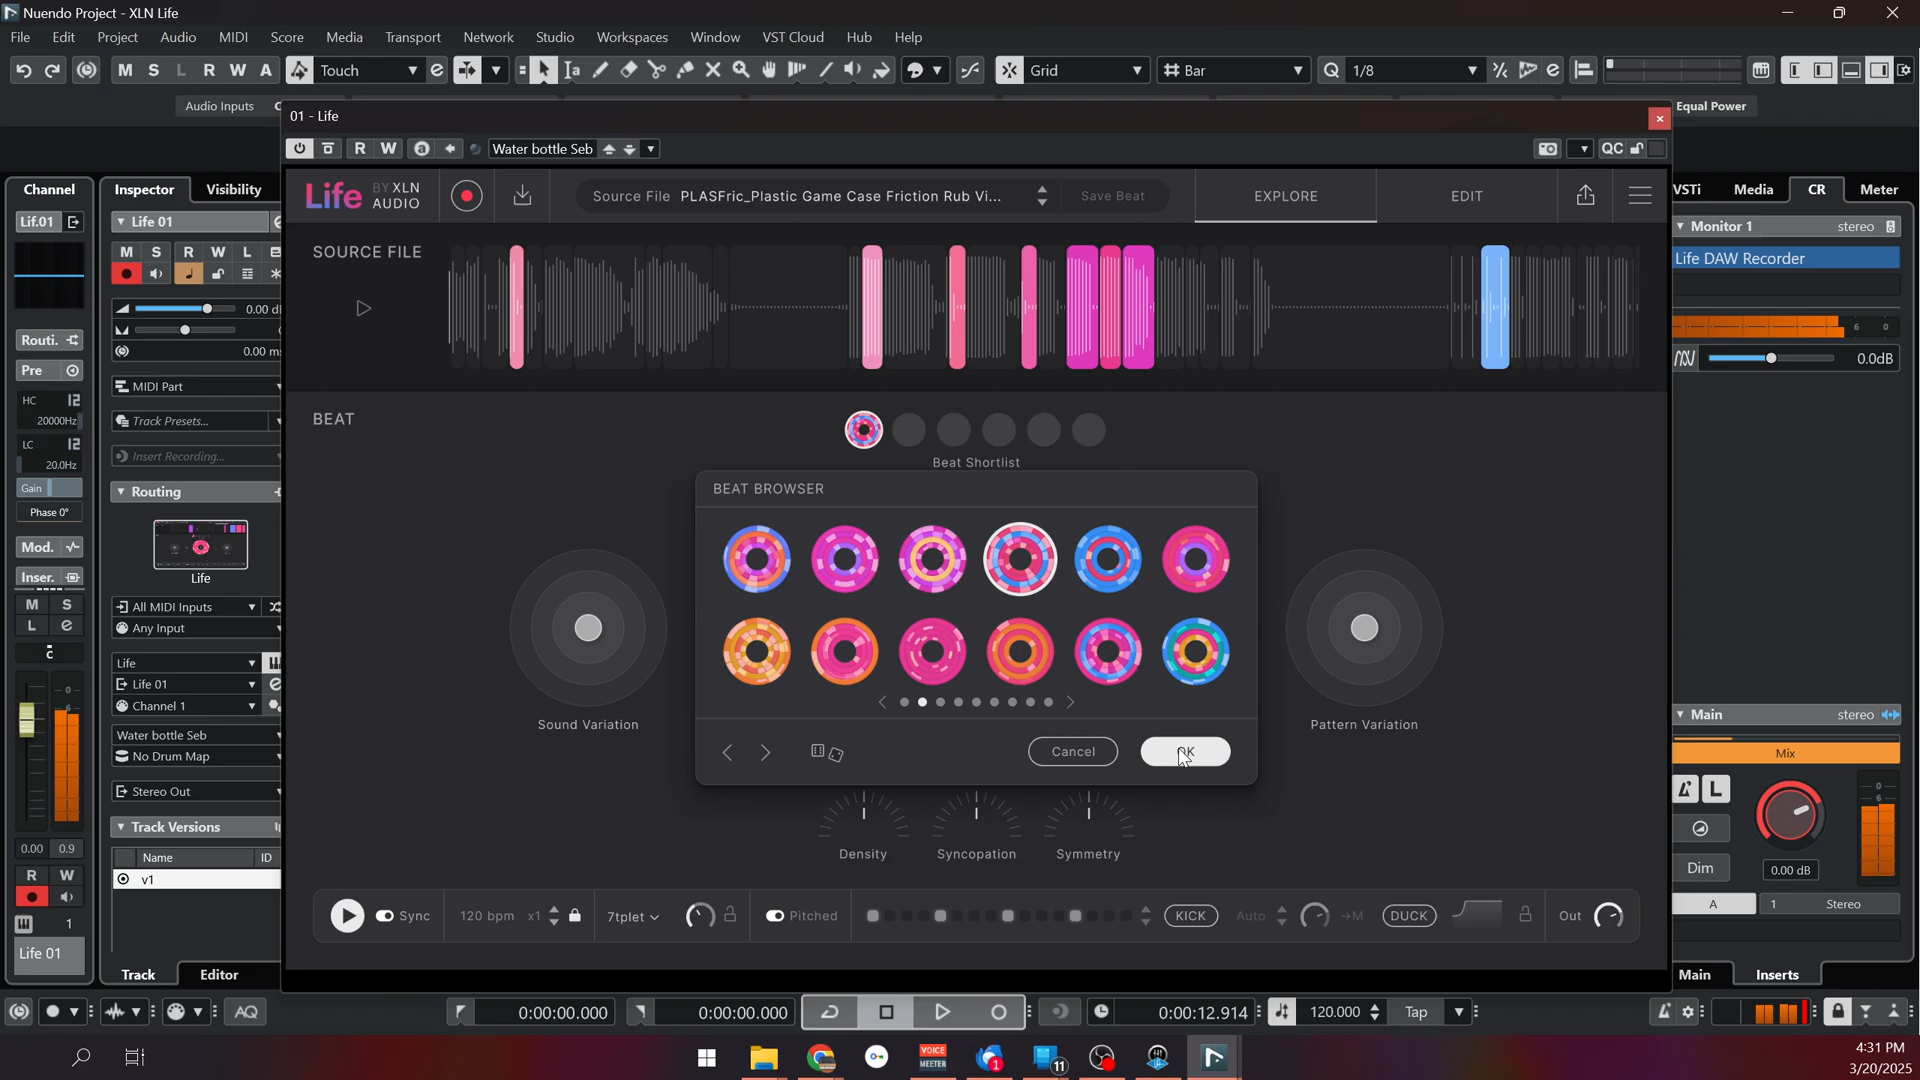 Nuendo Project - XLN Life
File Edit Project Audio MIDI Score Media Transport Network Studio Workspaces Window VST Cloud Hub Help
M S L R W A Touch Grid Bar Q 1/8
Audio Inputs Equal Power
01 - Life
R W Water bottle Seb QC
Channel Inspector Visibility VSTi Media CR Meter
Life BY XLN AUDIO Source File PLASFric_Plastic Game Case Friction Rub Vi... Save Beat EXPLORE EDIT
Lif.01 Life 01 Monitor 1 stereo
M S R W L
SOURCE FILE
Life DAW Recorder
0.00
0.00 ms
6 0
0.0dB
Routi.
Pre
HC
20000Hz
LC
20.0Hz
Gain
Phase 0°
MIDI Part
Track Presets...
Insert Recording...
Routing
Life
BEAT
Beat Shortlist
BEAT BROWSER
Mod.
Inser.
M S
L e
C
All MIDI Inputs
Any Input
Life
Life 01
Channel 1
Water bottle Seb
No Drum Map
Stereo Out
Sound Variation
Pattern Variation
Cancel OK
Main stereo
Mix
L
Dim 0.00 dB
A 1 Stereo
Density Syncopation Symmetry
Track Versions
Name ID
v1
0.00 0.9
R W
1
Life 01
Sync 120 bpm x1 7tplet Pitched KICK Auto →M DUCK Out
Track Editor Main Inserts
AQ 0:00:00.000 0:00:00.000 0:00:12.914 120.000 Tap
VOICE
MEETER
1
11
4:31 PM
3/20/2025